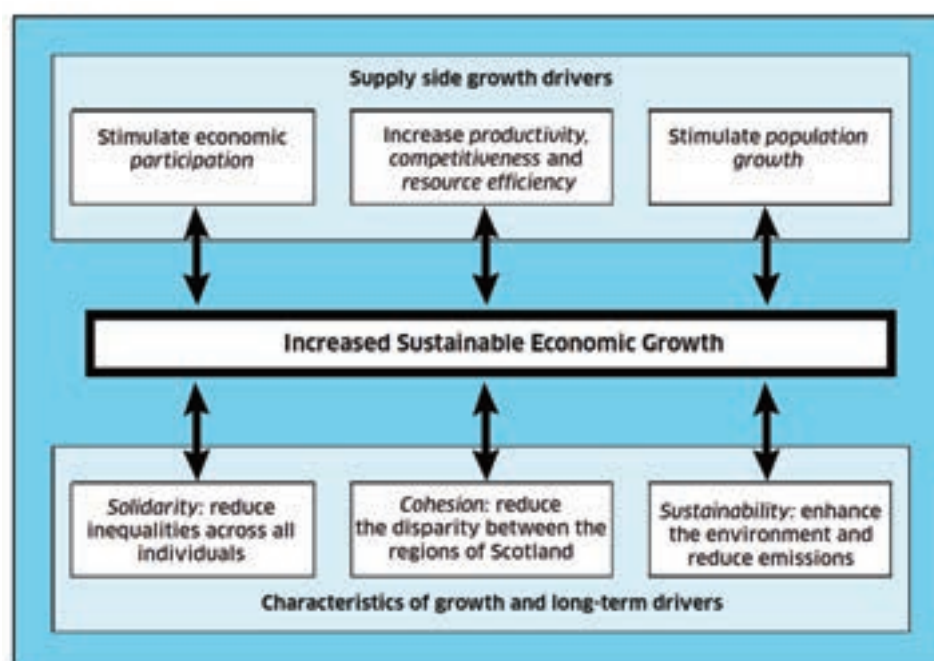 Supply side growth drivers
Stimulate economic
participation
Increase productivity,
competitiveness and
resource efficiency
Stimulate population
growth
Increased Sustainable Economic Growth
Solidarity: reduce
inequalities across all
individuals
Cohesion: reduce
the disparity between the
regions of Scotland
Sustainability: enhance
the environment and
reduce emissions
Characteristics of growth and long-term drivers